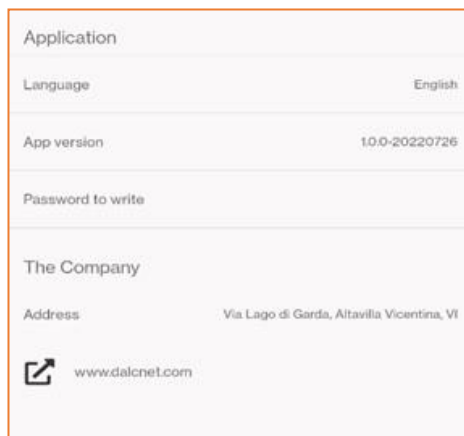 Application
Language English
App version 1.0.0-20220726
Password to write
The Company
Address Via Lago di Garda, Altavilla Vicentina, VI
www.dalcnet.com